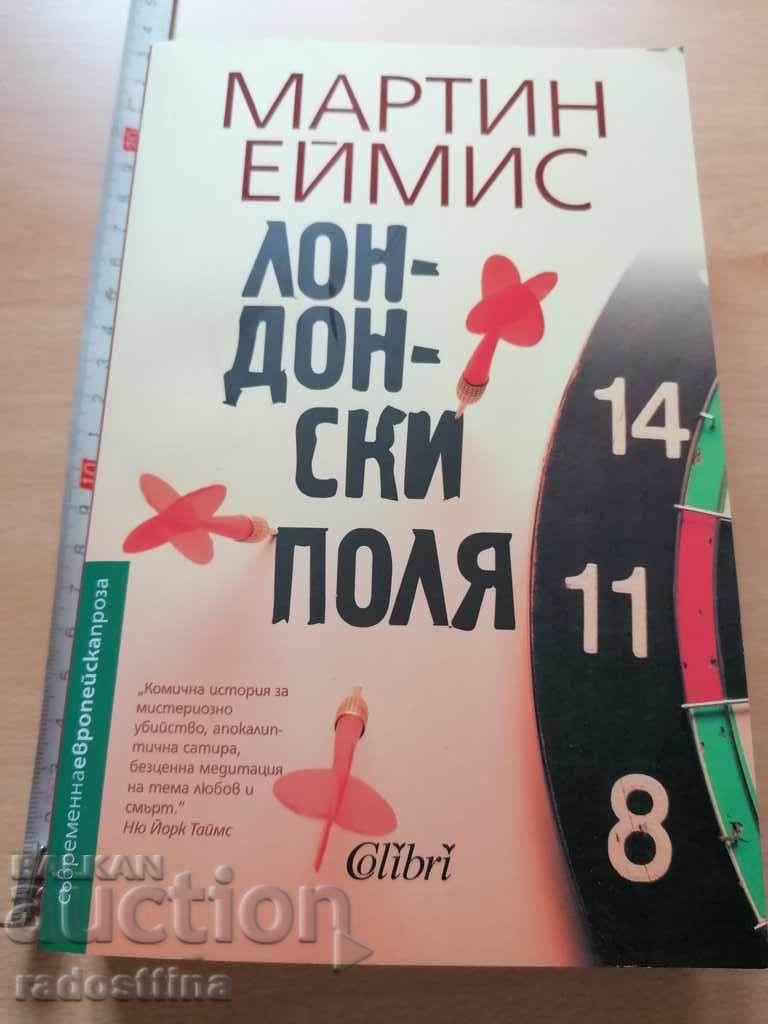 МАРТИН
ЕЙМИС
ЛОН-
ДОН-
СКИ
ПОЛЯ
14
11
8
съвременнаевропейскапроза
„Комична история за
мистериозно
убийство, апокалип-
тична сатира,
безценна медитация
на тема любов и
смърт.“
Ню Йорк Таймс
Colibri
BALKAN
auction
radosttina